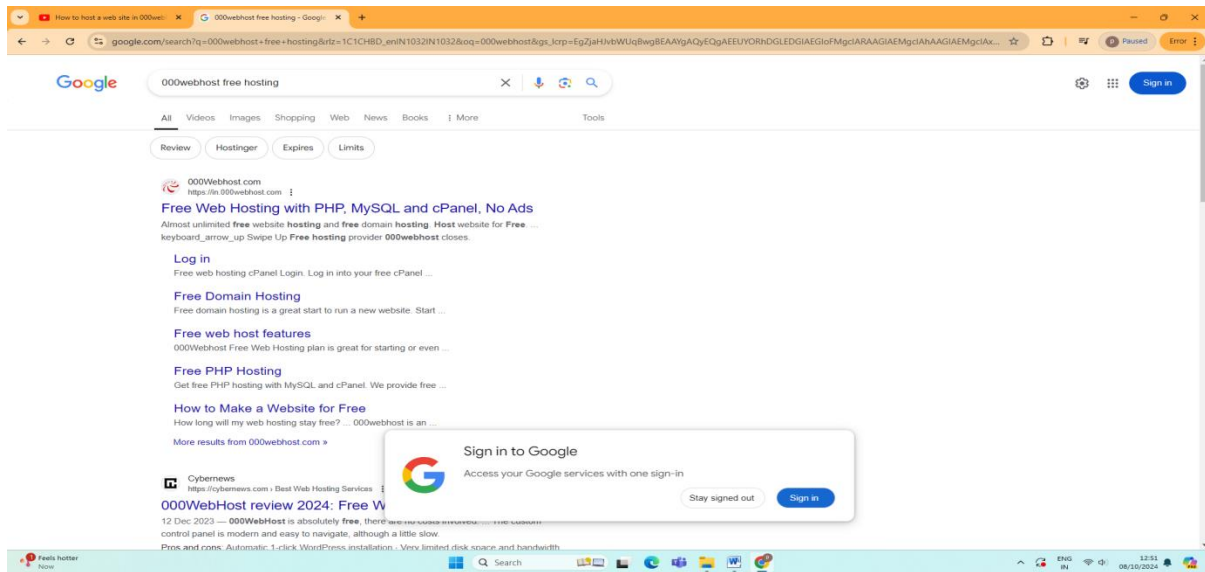 How to host a web site in 000web
000webhost free hosting - Google
google.com/search?q=000webhost+free+hosting&rlz=1C1CHBD_enIN1032IN1032&oq=000webhost&gs_lcrp=
Paused
Error
Google
000webhost free hosting
Sign in
All Videos Images Shopping Web News Books More Tools
Review Hostinger Expires Limits
000Webhost.com
https://in.000webhost.com
Free Web Hosting with PHP, MySQL and cPanel, No Ads
Almost unlimited free website hosting and free domain hosting. Host website for Free. ...
keyboard_arrow_up Swipe Up Free hosting provider 000webhost closes.
Log in
Free web hosting cPanel Login. Log in into your free cPanel ...
Free Domain Hosting
Free domain hosting is a great start to run a new website. Start ...
Free web host features
000Webhost Free Web Hosting plan is great for starting or even ...
Free PHP Hosting
Get free PHP hosting with MySQL and cPanel. We provide free ...
How to Make a Website for Free
How long will my web hosting stay free? ... 000webhost is an ...
More results from 000webhost.com »
Cybernews
https://cybernews.com › Best Web Hosting Services
000WebHost review 2024: Free W
12 Dec 2023 — 000WebHost is absolutely free, there are no costs involved. ... The custom
control panel is modern and easy to navigate, although a little slow.
Pros and cons: Automatic 1-click WordPress installation · Very limited disk space and bandwidth
Sign in to Google
Access your Google services with one sign-in
Stay signed out
Sign in
Feels hotter
Now
Search
ENG
IN
12:51
08/10/2024